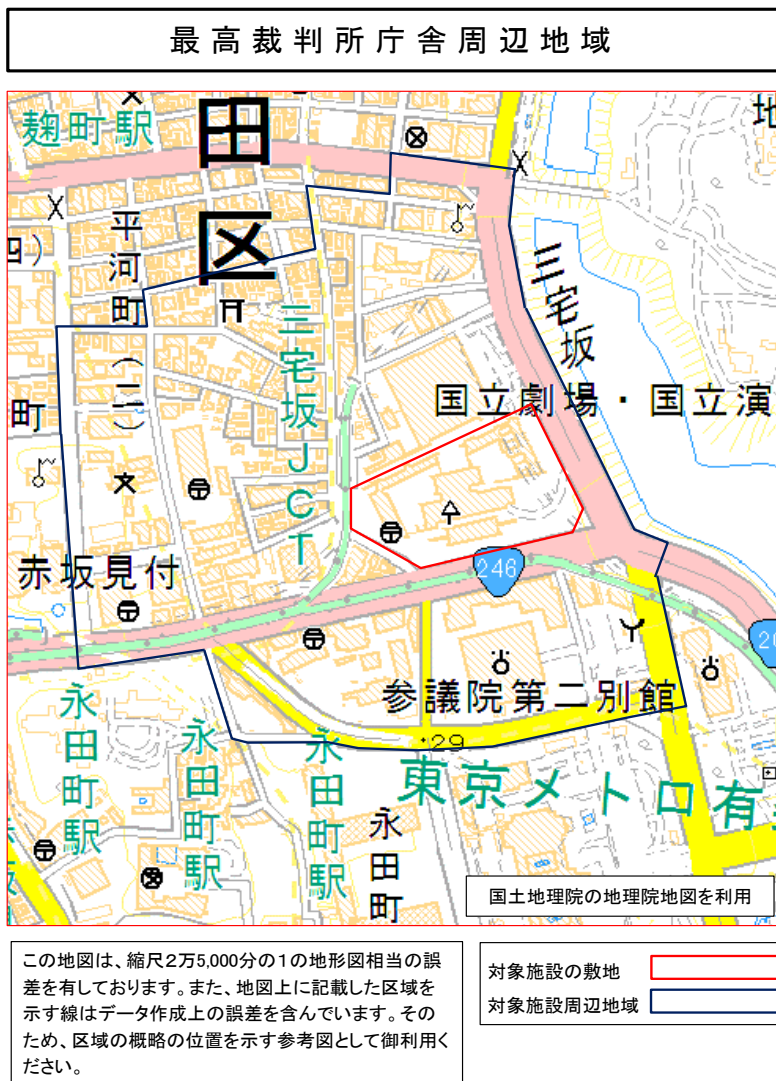 最高裁判所庁舎周辺地域
麹町駅
田区
地
四)
平河町(二)
三宅坂
三宅坂JCT
国立劇場・国立演
町
赤坂見付
246
20
参議院第二別館
・29
永田町駅
永田町駅
永田町駅
東京メトロ有
永田町
国土地理院の地理院地図を利用
この地図は、縮尺2万5,000分の1の地形図相当の誤
差を有しております。また、地図上に記載した区域を
示す線はデータ作成上の誤差を含んでいます。その
ため、区域の概略の位置を示す参考図として御利用く
ださい。
対象施設の敷地
対象施設周辺地域